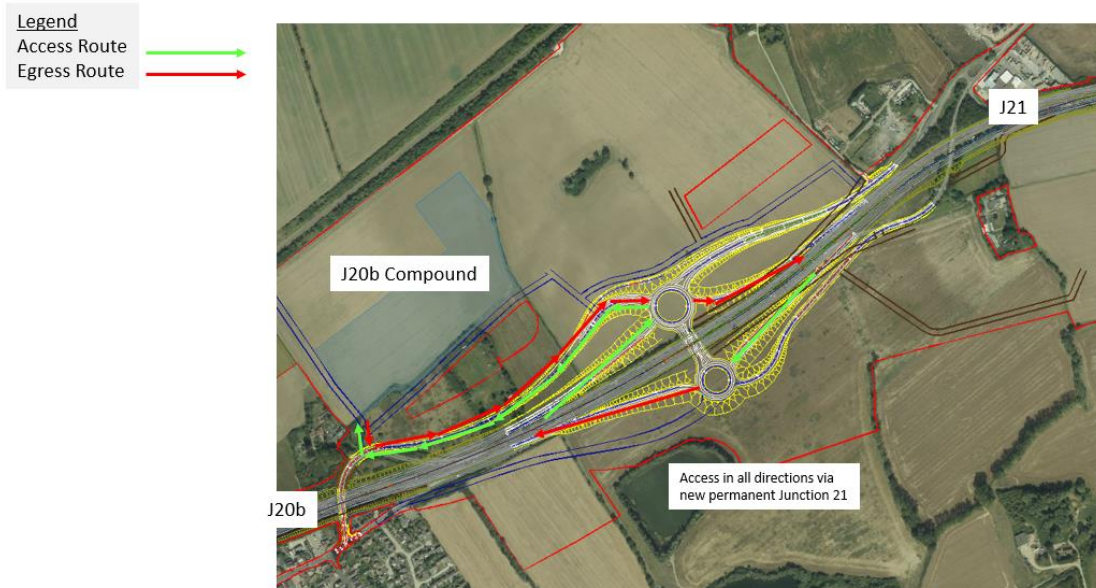 Legend
Access Route
Egress Route
J21
J20b Compound
J20b
Access in all directions via
new permanent Junction 21